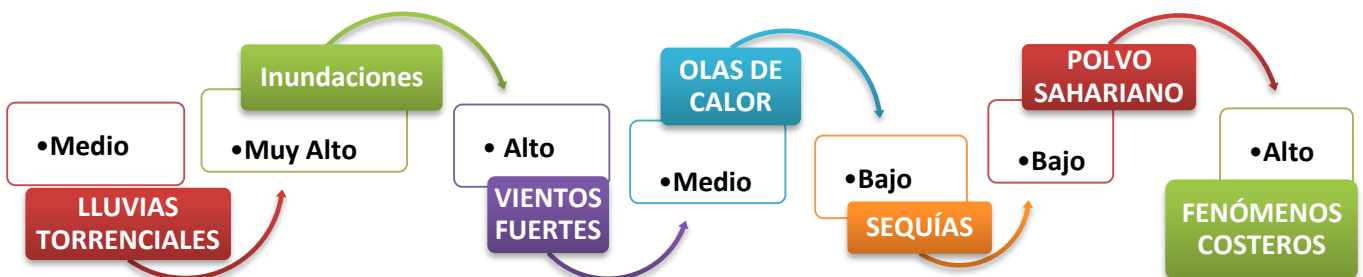 •Medio
LLUVIAS
TORRENCIALES
Inundaciones
•Muy Alto
• Alto
VIENTOS
FUERTES
OLAS DE
CALOR
•Medio
•Bajo
SEQUÍAS
POLVO
SAHARIANO
•Bajo
•Alto
FENÓMENOS
COSTEROS